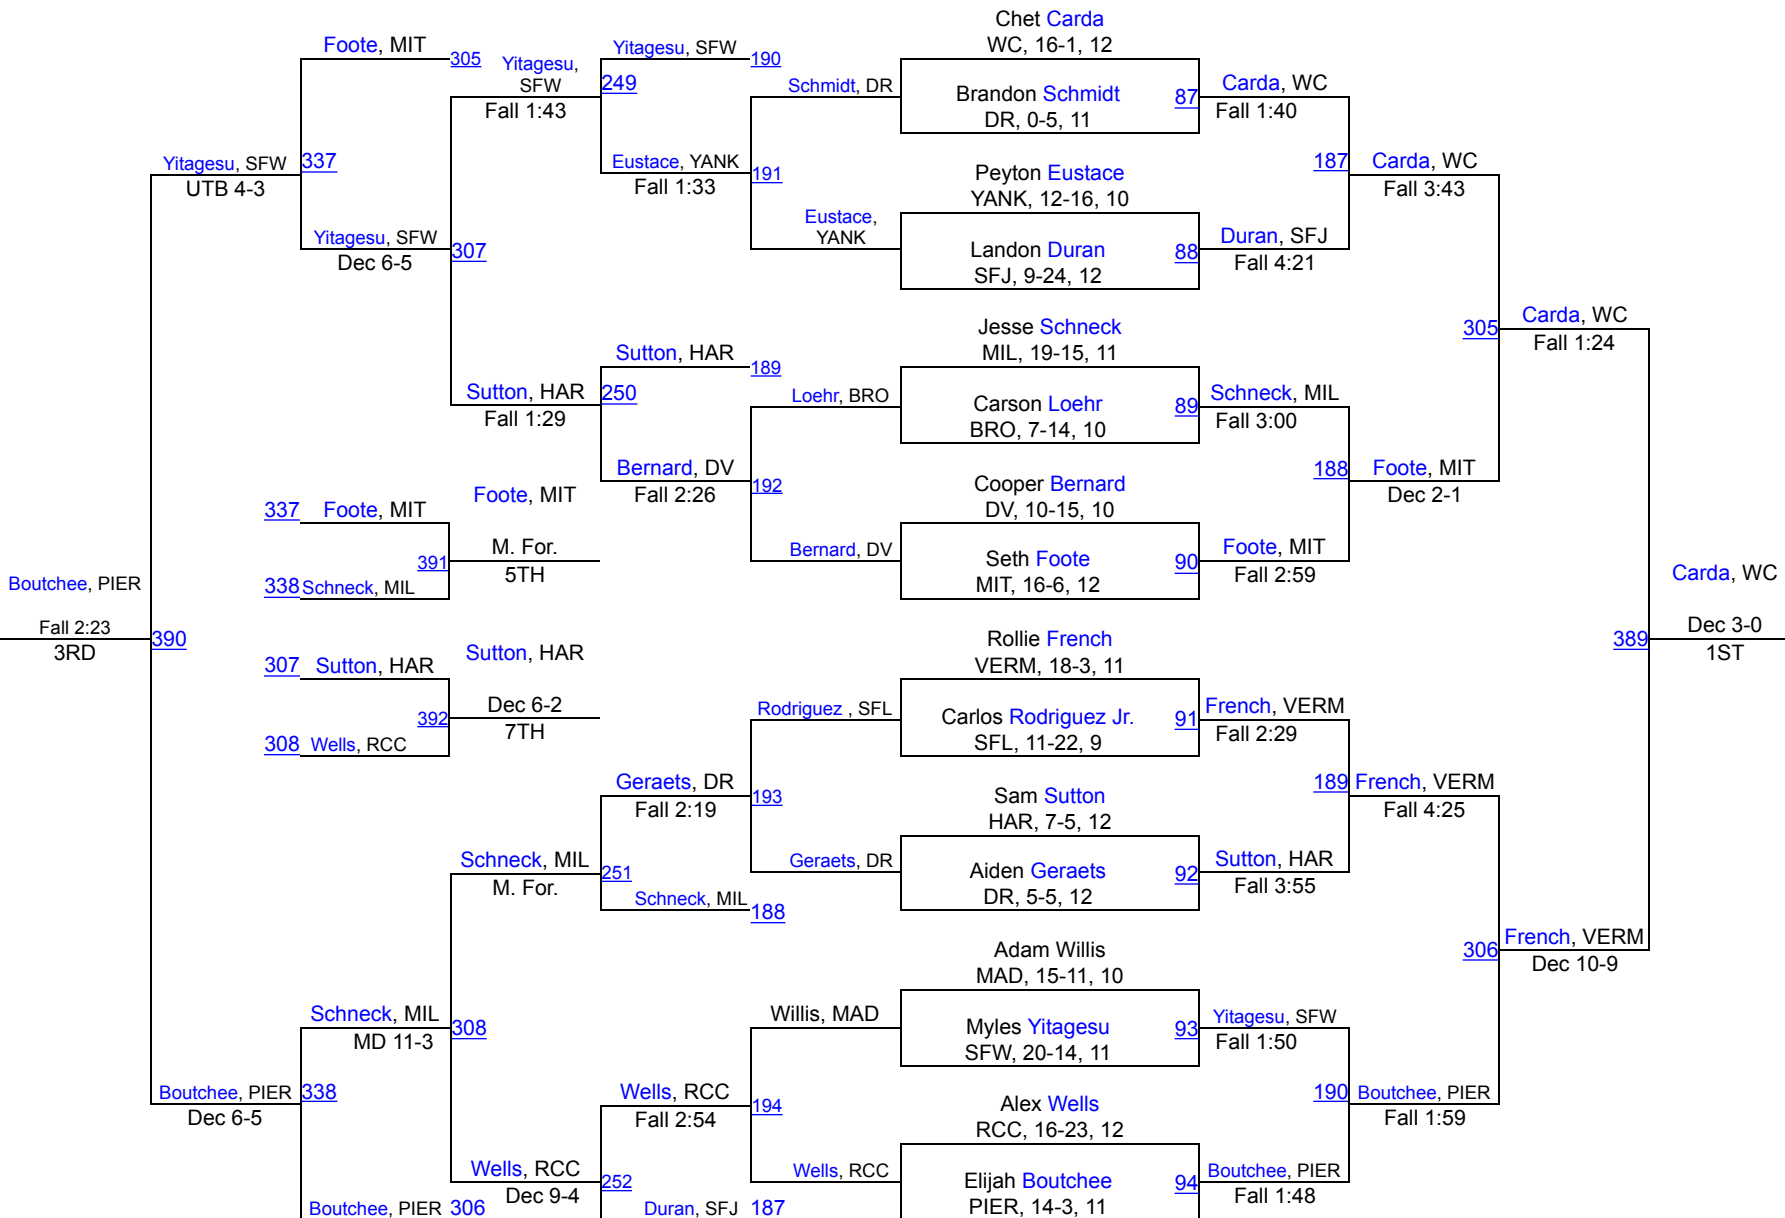 Chet Carda
WC, 16-1, 12
Brandon Schmidt
DR, 0-5, 11
87
Peyton Eustace
YANK, 12-16, 10
Landon Duran
SFJ, 9-24, 12
88
Jesse Schneck
MIL, 19-15, 11
Carson Loehr
BRO, 7-14, 10
89
Cooper Bernard
DV, 10-15, 10
Seth Foote
MIT, 16-6, 12
90
Rollie French
VERM, 18-3, 11
Carlos Rodriguez Jr.
SFL, 11-22, 9
91
Sam Sutton
HAR, 7-5, 12
Aiden Geraets
DR, 5-5, 12
92
Adam Willis
MAD, 15-11, 10
Myles Yitagesu
SFW, 20-14, 11
93
Alex Wells
RCC, 16-23, 12
Elijah Boutchee
PIER, 14-3, 11
94
Carda, WC
Fall 1:40
187
Duran, SFJ
Fall 4:21
Schneck, MIL
Fall 3:00
188
Foote, MIT
Fall 2:59
French, VERM
Fall 2:29
189
Sutton, HAR
Fall 3:55
Yitagesu, SFW
Fall 1:50
190
Boutchee, PIER
Fall 1:48
Carda, WC
Fall 3:43
305
Foote, MIT
Dec 2-1
French, VERM
Fall 4:25
306
Boutchee, PIER
Fall 1:59
Carda, WC
Fall 1:24
389
French, VERM
Dec 10-9
Carda, WC
Dec 3-0
1ST
Schmidt, DR
191
Eustace,
YANK
Loehr, BRO
192
Bernard, DV
Rodriguez , SFL
193
Geraets, DR
Willis, MAD
194
Wells, RCC
Yitagesu, SFW
190
249
Eustace, YANK
Fall 1:33
Sutton, HAR
189
250
Bernard, DV
Fall 2:26
Geraets, DR
Fall 2:19
251
Schneck, MIL
188
Wells, RCC
Fall 2:54
252
Duran, SFJ
187
Yitagesu,
SFW
Fall 1:43
307
Sutton, HAR
Fall 1:29
Schneck, MIL
M. For.
308
Wells, RCC
Dec 9-4
Foote, MIT
305
337
Yitagesu, SFW
Dec 6-5
Schneck, MIL
MD 11-3
338
Boutchee, PIER
306
Yitagesu, SFW
UTB 4-3
390
Boutchee, PIER
Dec 6-5
Boutchee, PIER
Fall 2:23
3RD
337
Foote, MIT
391
338
Schneck, MIL
Foote, MIT
M. For.
5TH
307
Sutton, HAR
392
308
Wells, RCC
Sutton, HAR
Dec 6-2
7TH